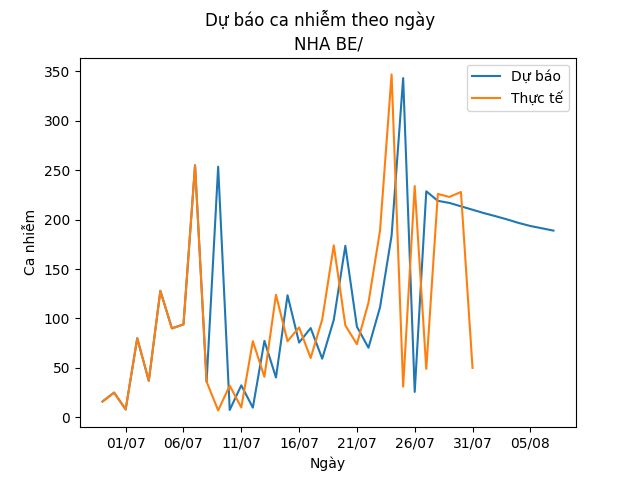 Dự báo ca nhiễm theo ngày
NHA BE/
Dự báo
Thực tế
Ca nhiễm
350
300
250
200
150
100
50
0
01/07 06/07 11/07 16/07 21/07 26/07 31/07 05/08
Ngày